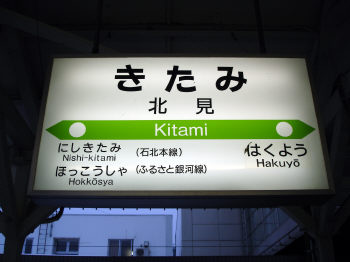 きたみ
北見
Kitami
にしきたみ (石北本線)
Nishi-kitami
ほっこうしゃ (ふるさと銀河線)
Hokkōsya
はくよう
Hakuyō